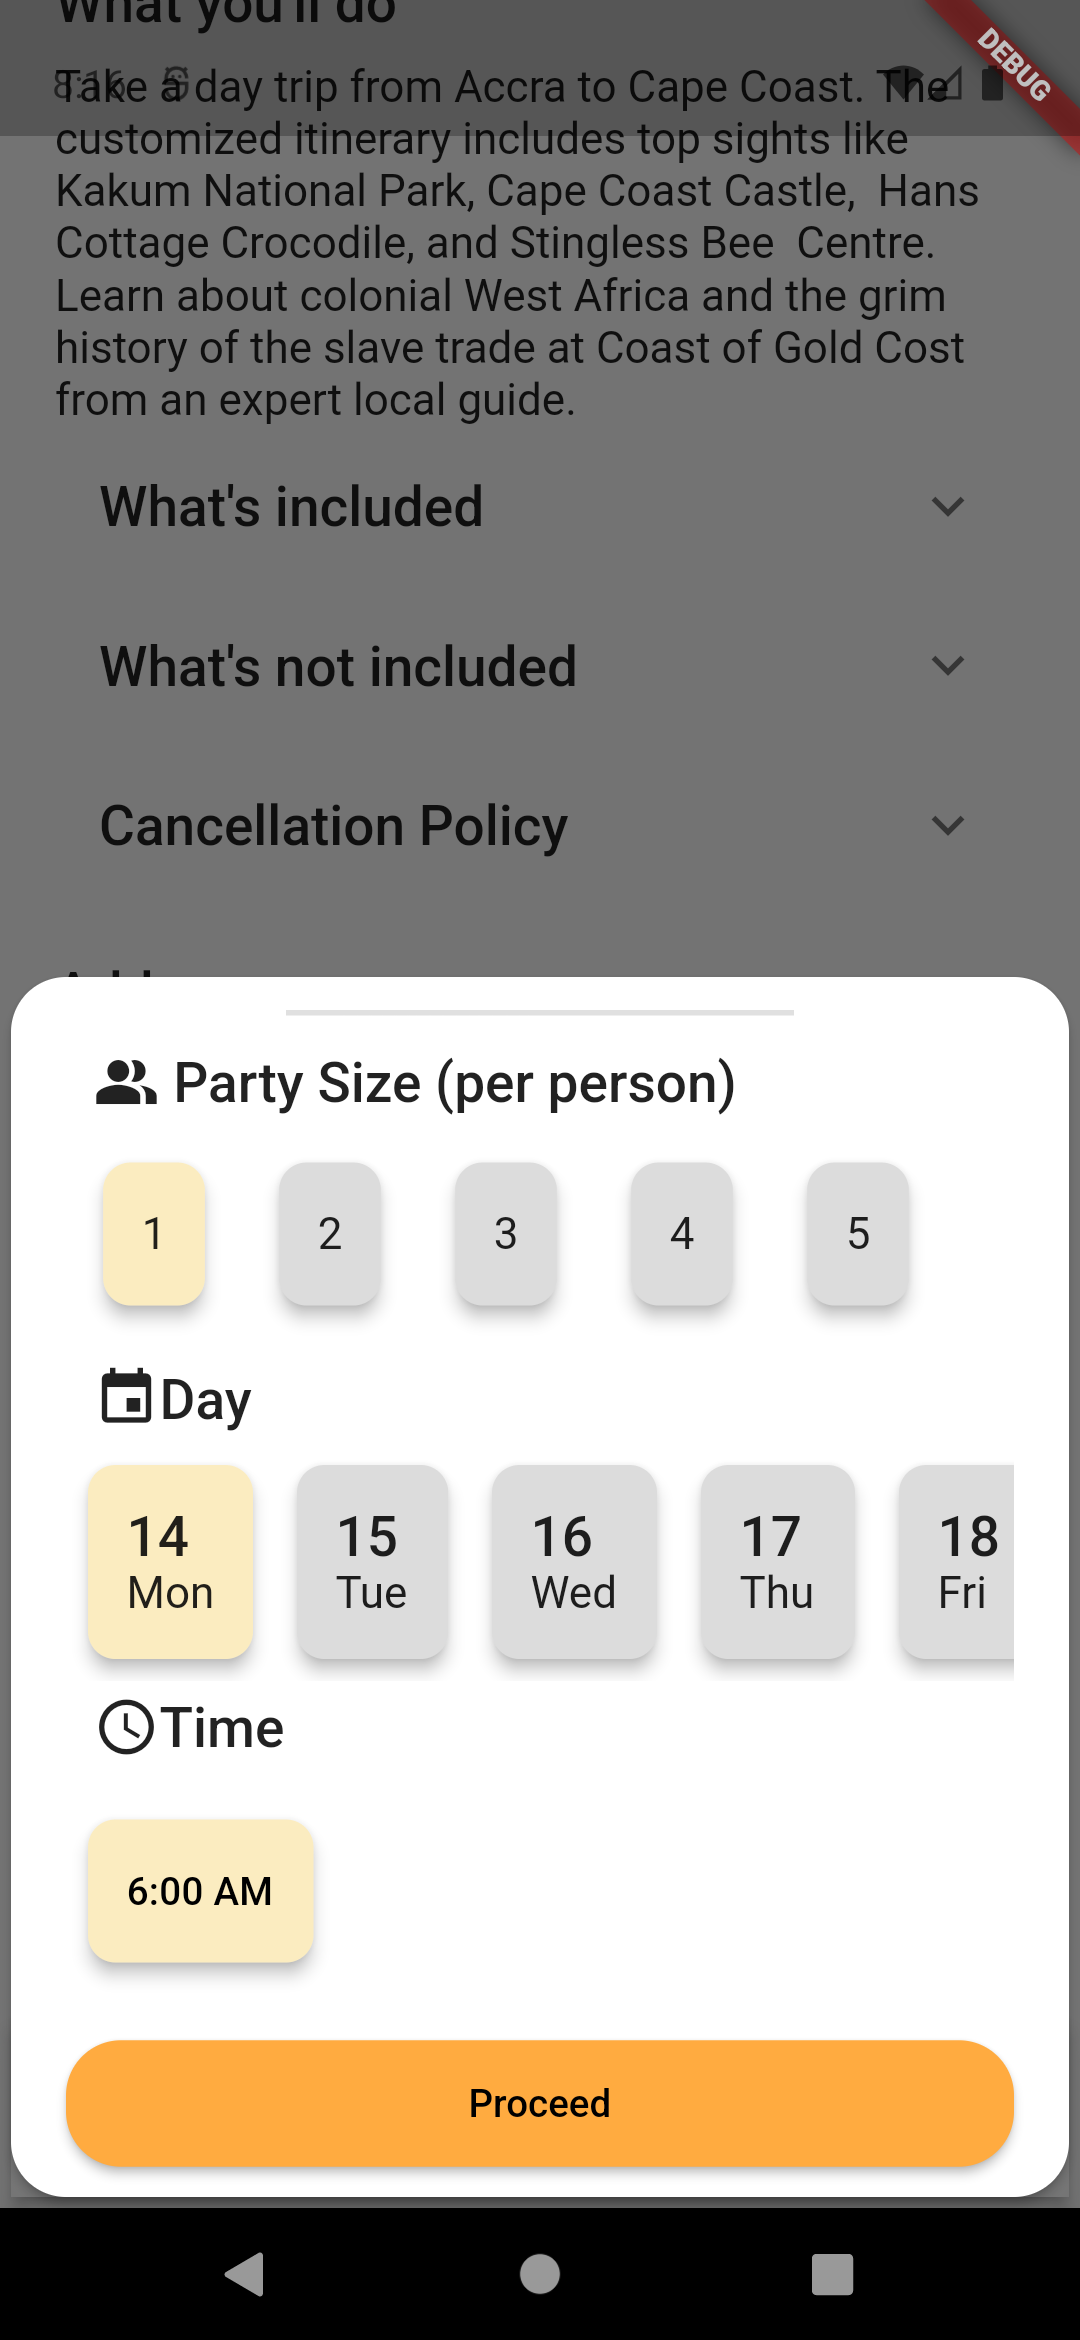 What you'll do
DEBUG
8:16
Take a day trip from Accra to Cape Coast. The
customized itinerary includes top sights like
Kakum National Park, Cape Coast Castle,  Hans
Cottage Crocodile, and Stingless Bee  Centre.
Learn about colonial West Africa and the grim
history of the slave trade at Coast of Gold Cost
from an expert local guide.
What's included
What's not included
Cancellation Policy
Party Size (per person)
1 2 3 4 5
Day
14 15 16 17 18
Mon Tue Wed Thu Fri
Time
6:00 AM
Proceed